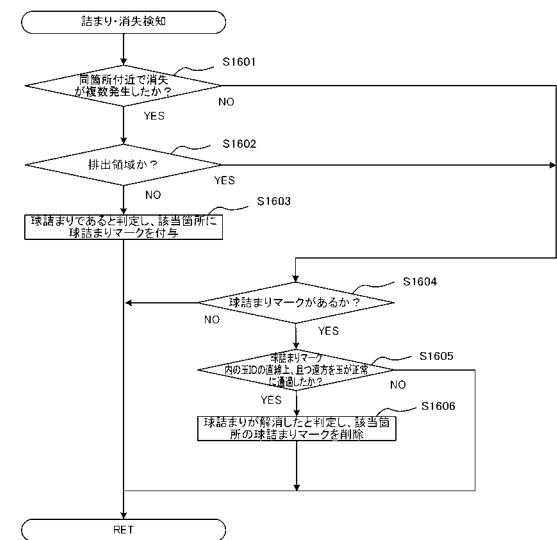 詰まり・消失検知
S1601
同箇所付近で消失
が複数発生したか？
NO
YES
S1602
排出領域か？
YES
NO
S1603
球詰まりであると判定し、該当箇所に
球詰まりマークを付与
S1604
球詰まりマークがあるか？
NO
YES
球詰まりマーク
内の玉IDの直線上、且つ遠方を玉が正常
に通過したか？
S1605
NO
YES
S1606
球詰まりが解消したと判定し、該当箇
所の球詰まりマークを削除
RET